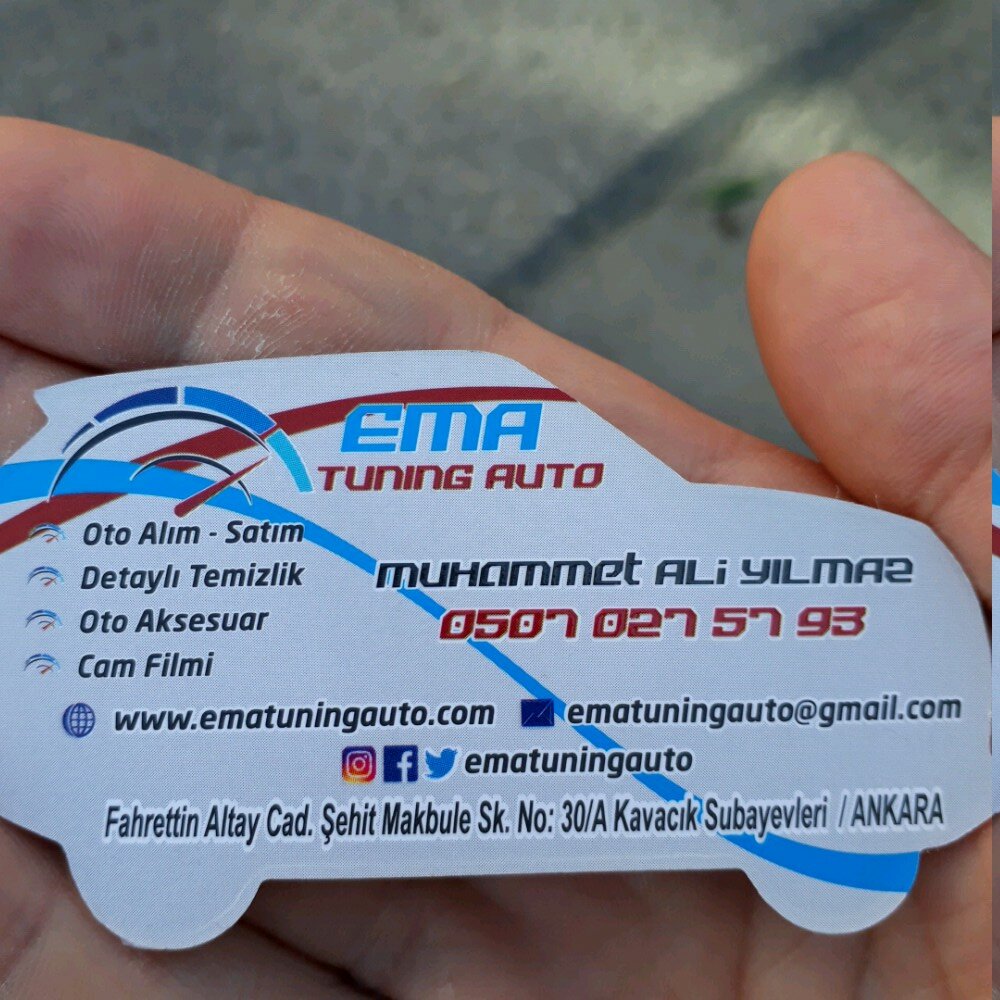 EMA
TUNING AUTO
Oto Alım - Satım
Detaylı Temizlik
Oto Aksesuar
Cam Filmi
MUHAMMET ALİ YILMAZ
0507 027 57 93
www.ematuningauto.com
ematuningauto@gmail.com
ematuningauto
Fahrettin Altay Cad. Şehit Makbule Sk. No: 30/A Kavacık Subayevleri / ANKARA